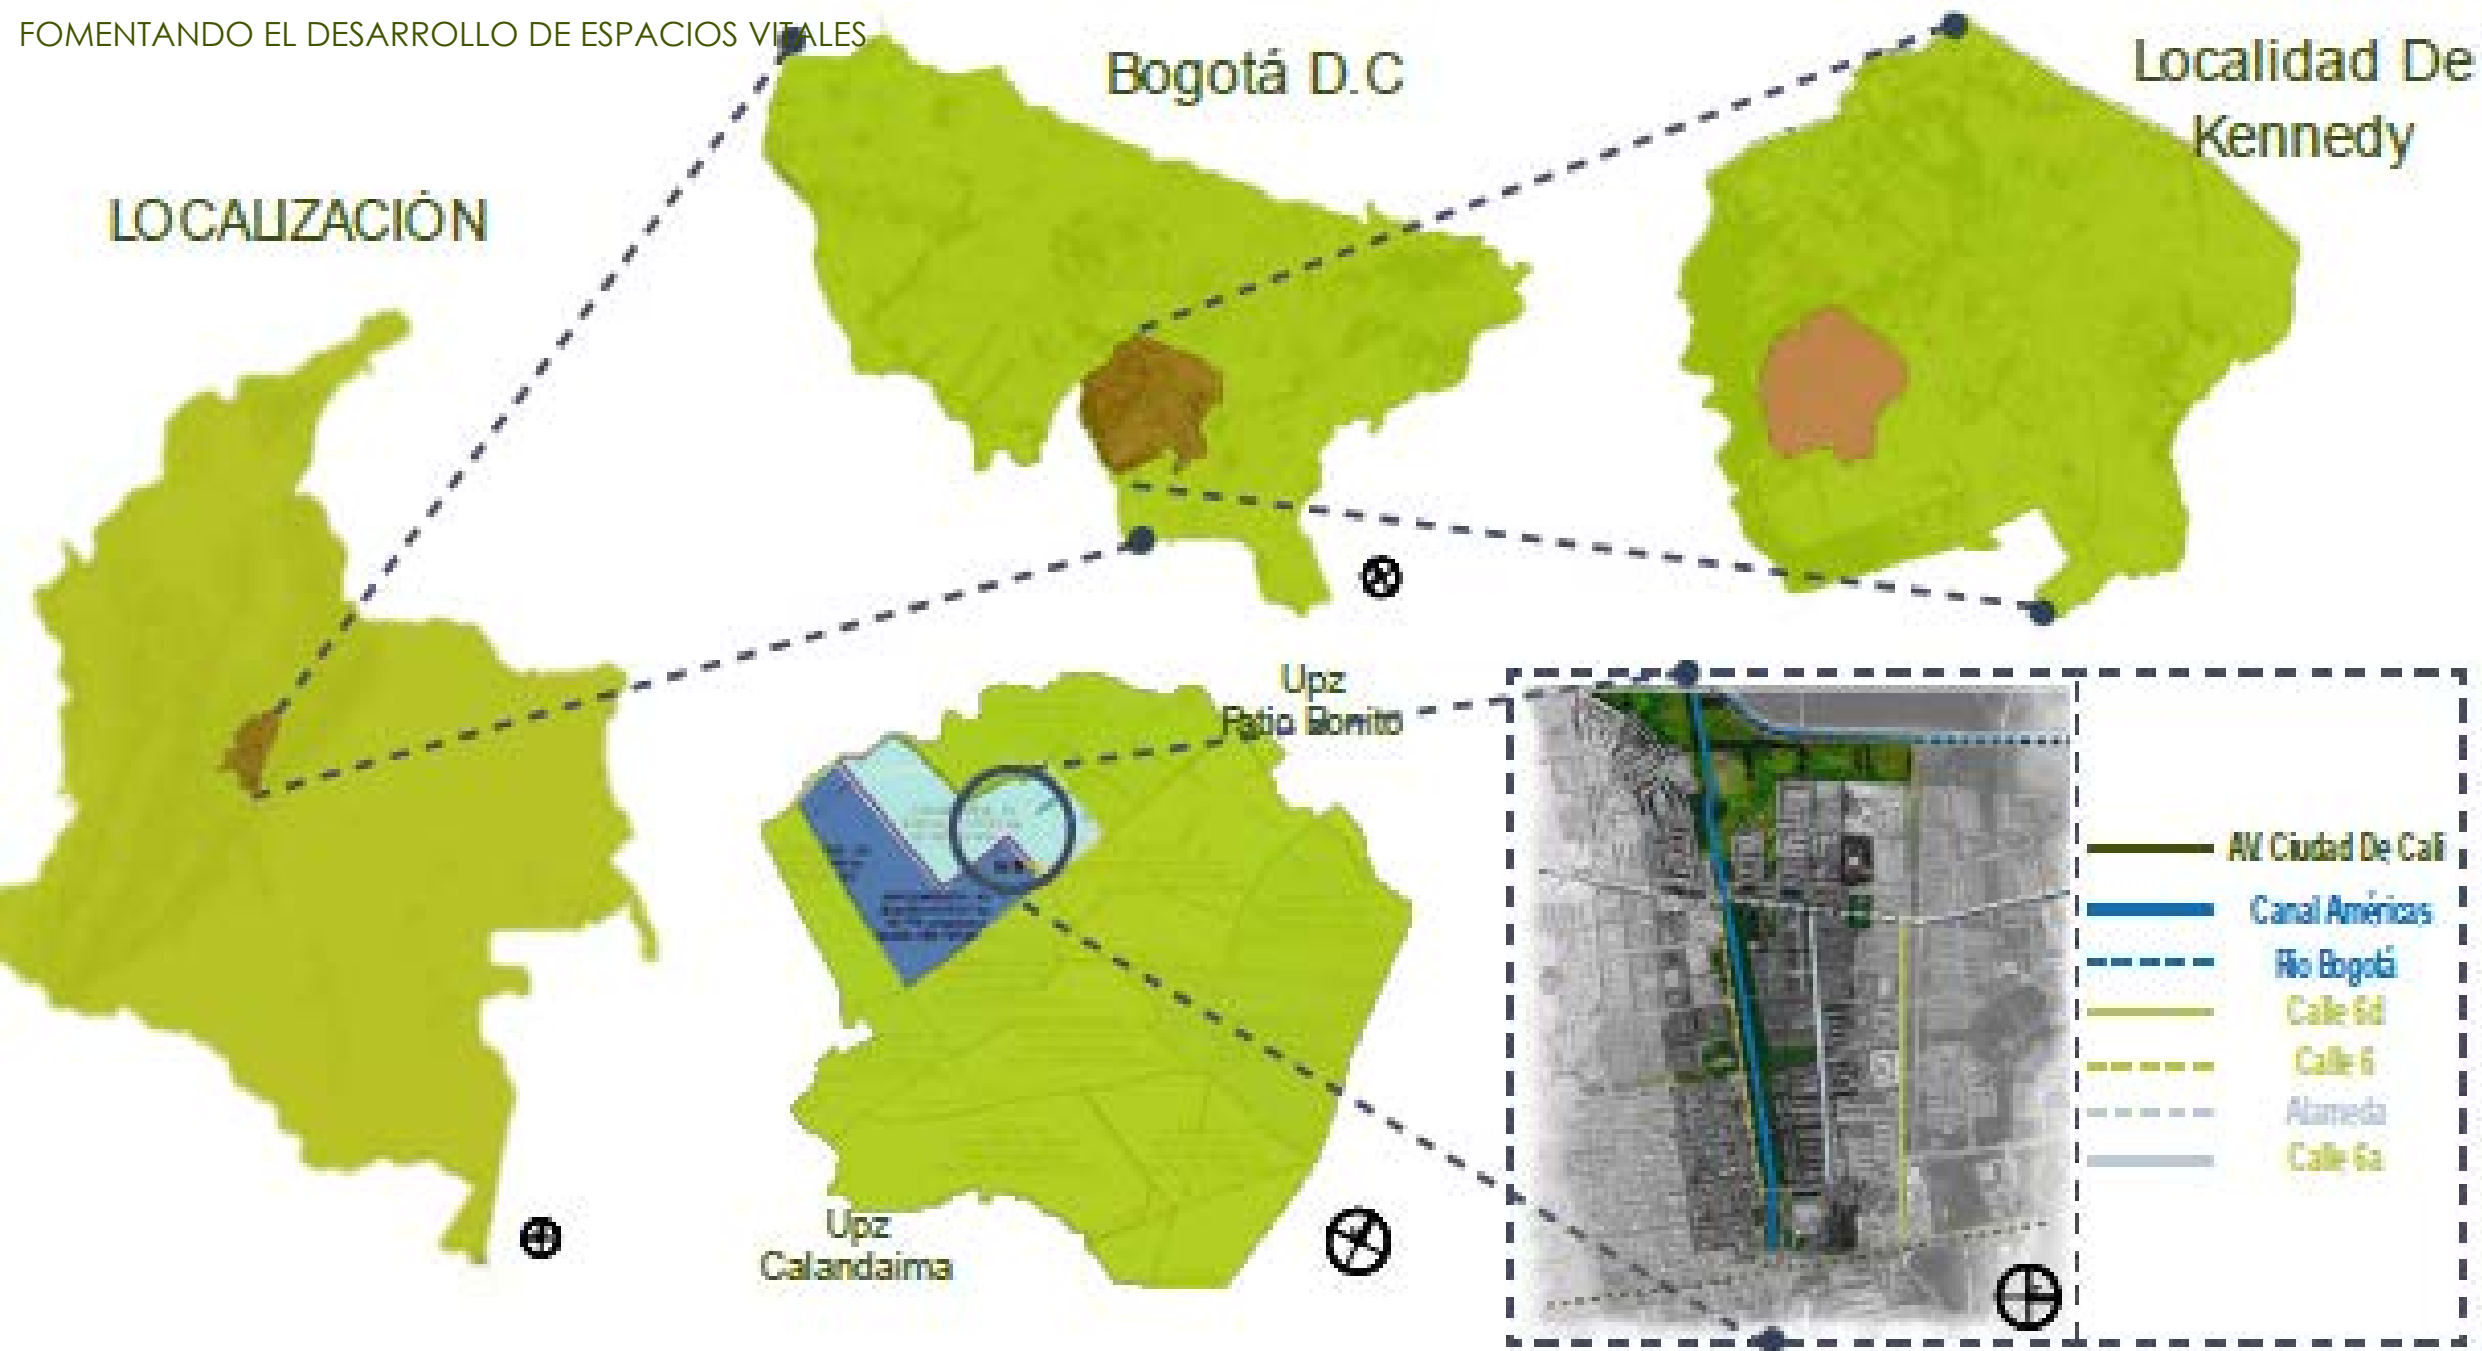 FOMENTANDO EL DESARROLLO DE ESPACIOS VITALES
LOCALIZACIÓN
Bogotá D.C
Localidad De
Kennedy
Upz
Patio Bonito
Upz
Calandaima
AV. Ciudad De Cali
Canal Américas
Rio Bogotá
Calle 6d
Calle 6
Alameda
Calle 6a